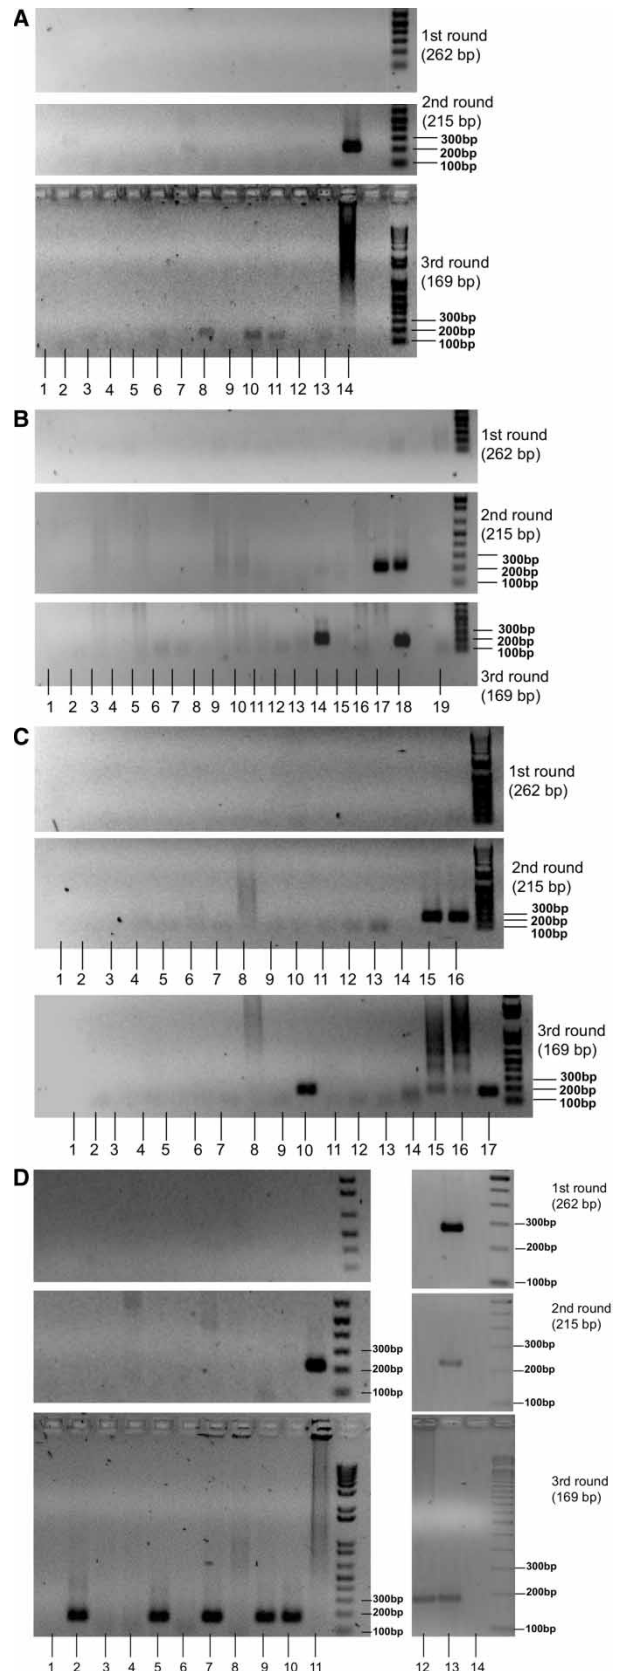 A
1st round
(262 bp)
2nd round
(215 bp)
300bp
200bp
100bp
3rd round
(169 bp)
300bp
200bp
100bp
1 2 3 4 5 6 7 8 9 10 11 12 13 14
B
1st round
(262 bp)
2nd round
(215 bp)
300bp
200bp
100bp
300bp
200bp
100bp
3rd round
(169 bp)
1 2 3 4 5 6 7 8 9 10 11 12 13 14 15 16 17 18 19
C
1st round
(262 bp)
2nd round
(215 bp)
300bp
200bp
100bp
1 2 3 4 5 6 7 8 9 10 11 12 13 14 15 16
3rd round
(169 bp)
300bp
200bp
100bp
1 2 3 4 5 6 7 8 9 10 11 12 13 14 15 16 17
D
1st round
(262 bp)
300bp
200bp
100bp
2nd round
(215 bp)
300bp
200bp
100bp
300bp
200bp
100bp
3rd round
(169 bp)
300bp
200bp
100bp
300bp
200bp
100bp
1 2 3 4 5 6 7 8 9 10 11 12 13 14